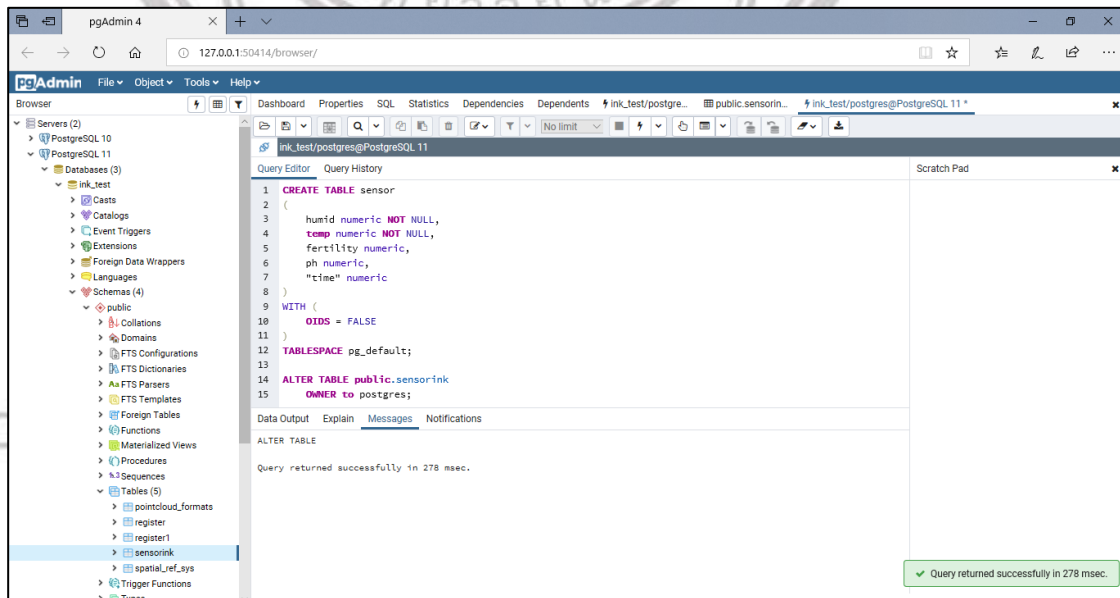 pgAdmin 4
127.0.0.1:50414/browser/
pgAdmin File Object Tools Help
Browser
Dashboard Properties SQL Statistics Dependencies Dependents ink_test/postgre... public.sensorin... ink_test/postgres@PostgreSQL 11 *
No limit
ink_test/postgres@PostgreSQL 11
Servers (2)
PostgreSQL 10
PostgreSQL 11
Databases (3)
ink_test
Casts
Catalogs
Event Triggers
Extensions
Foreign Data Wrappers
Languages
Schemas (4)
public
Collations
Domains
FTS Configurations
FTS Dictionaries
FTS Parsers
FTS Templates
Foreign Tables
Functions
Materialized Views
Procedures
Sequences
Tables (5)
pointcloud_formats
register
register1
sensorink
spatial_ref_sys
Trigger Functions
Query Editor Query History
Scratch Pad
1 CREATE TABLE sensor
2 (
3 humid numeric NOT NULL,
4 temp numeric NOT NULL,
5 fertility numeric,
6 ph numeric,
7 "time" numeric
8 )
9 WITH (
10 OIDS = FALSE
11 )
12 TABLESPACE pg_default;
13
14 ALTER TABLE public.sensorink
15 OWNER to postgres;
Data Output Explain Messages Notifications
ALTER TABLE
Query returned successfully in 278 msec.
Query returned successfully in 278 msec.